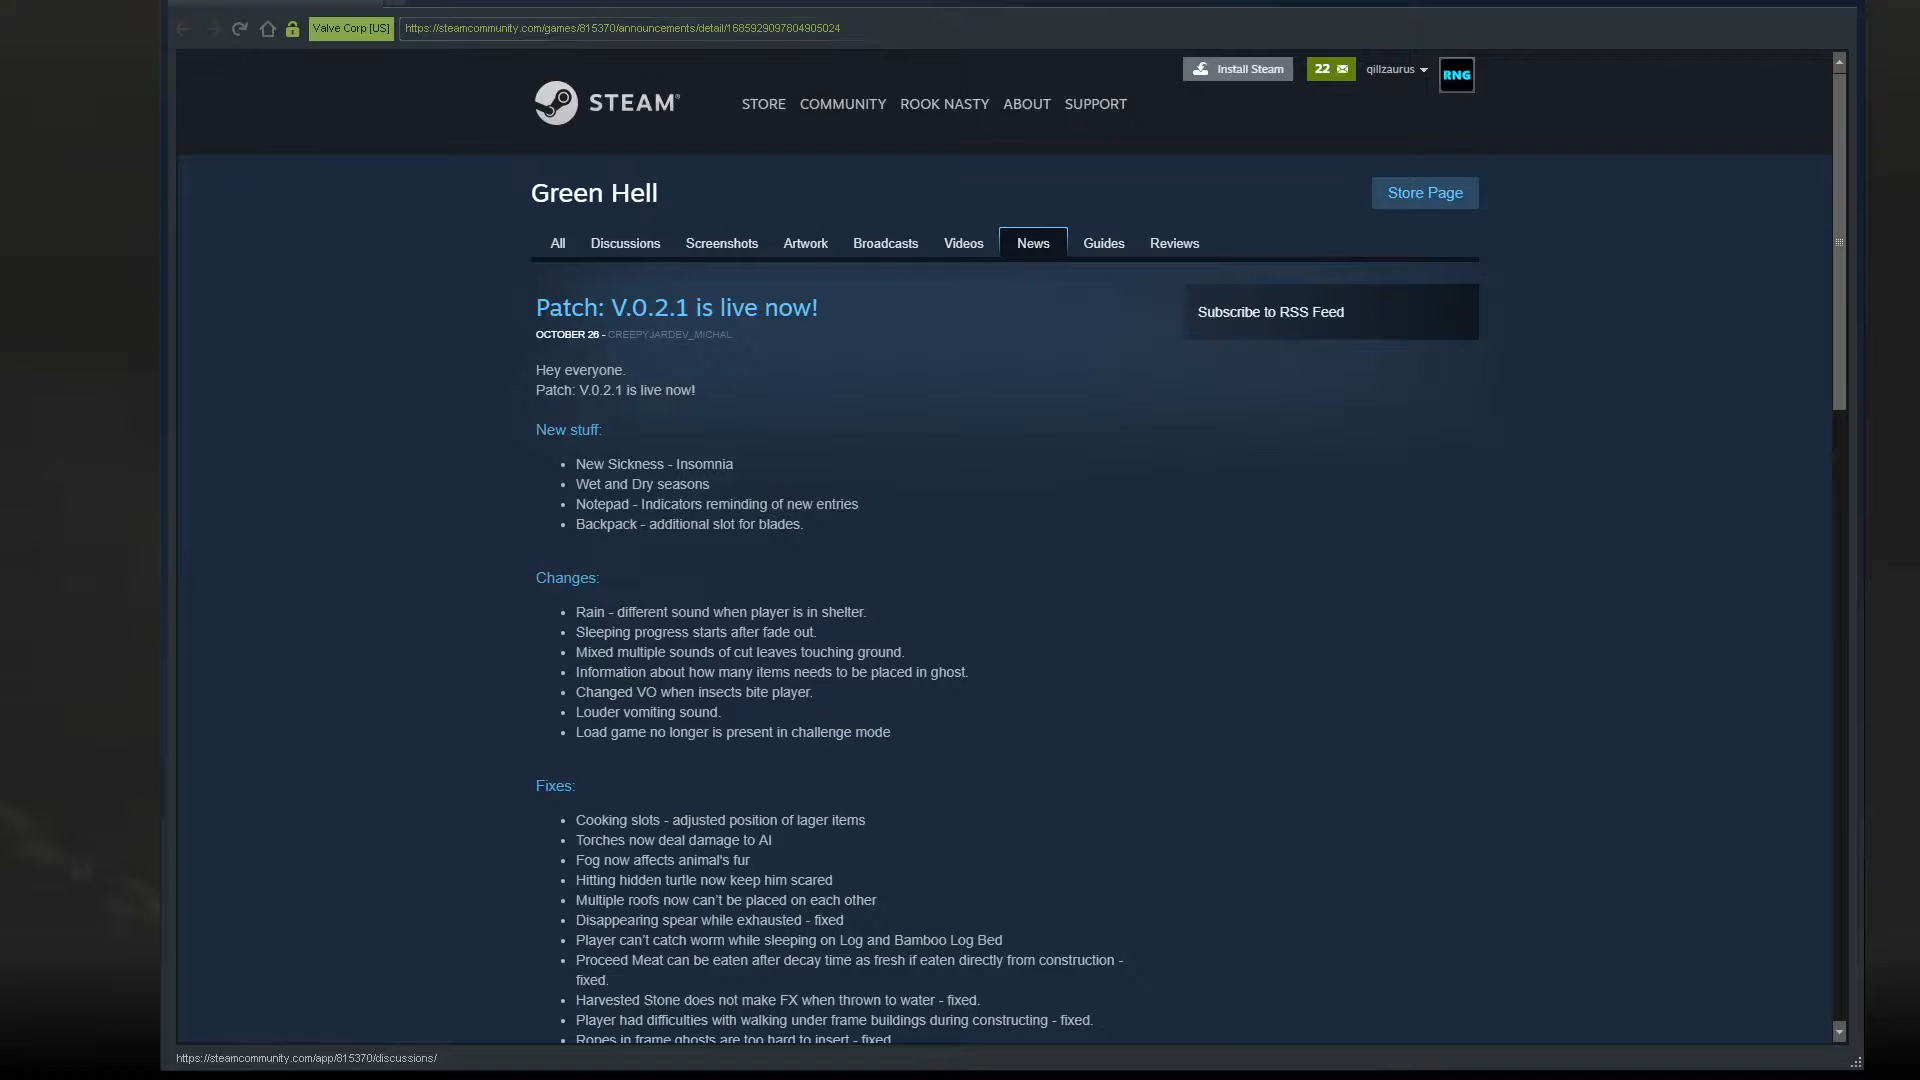 Valve Corp [US] https://steamcommunity.com/games/815370/announcements/detail/1685929097804905024
Install Steam 22 qillzaurus RNG
STEAM® STORE COMMUNITY ROOK NASTY ABOUT SUPPORT
Green Hell
Store Page
All Discussions Screenshots Artwork Broadcasts Videos News Guides Reviews
Patch: V.0.2.1 is live now!
Subscribe to RSS Feed
OCTOBER 26 - CREEPYJARDEV_MICHAL
Hey everyone.
Patch: V.0.2.1 is live now!
New stuff:
• New Sickness - Insomnia
• Wet and Dry seasons
• Notepad - Indicators reminding of new entries
• Backpack - additional slot for blades.
Changes:
• Rain - different sound when player is in shelter.
• Sleeping progress starts after fade out.
• Mixed multiple sounds of cut leaves touching ground.
• Information about how many items needs to be placed in ghost.
• Changed VO when insects bite player.
• Louder vomiting sound.
• Load game no longer is present in challenge mode
Fixes:
• Cooking slots - adjusted position of lager items
• Torches now deal damage to AI
• Fog now affects animal's fur
• Hitting hidden turtle now keep him scared
• Multiple roofs now can’t be placed on each other
• Disappearing spear while exhausted - fixed
• Player can’t catch worm while sleeping on Log and Bamboo Log Bed
• Proceed Meat can be eaten after decay time as fresh if eaten directly from construction -
fixed.
• Harvested Stone does not make FX when thrown to water - fixed.
• Player had difficulties with walking under frame buildings during constructing - fixed.
• Ropes in frame ghosts are too hard to insert - fixed
https://steamcommunity.com/app/815370/discussions/